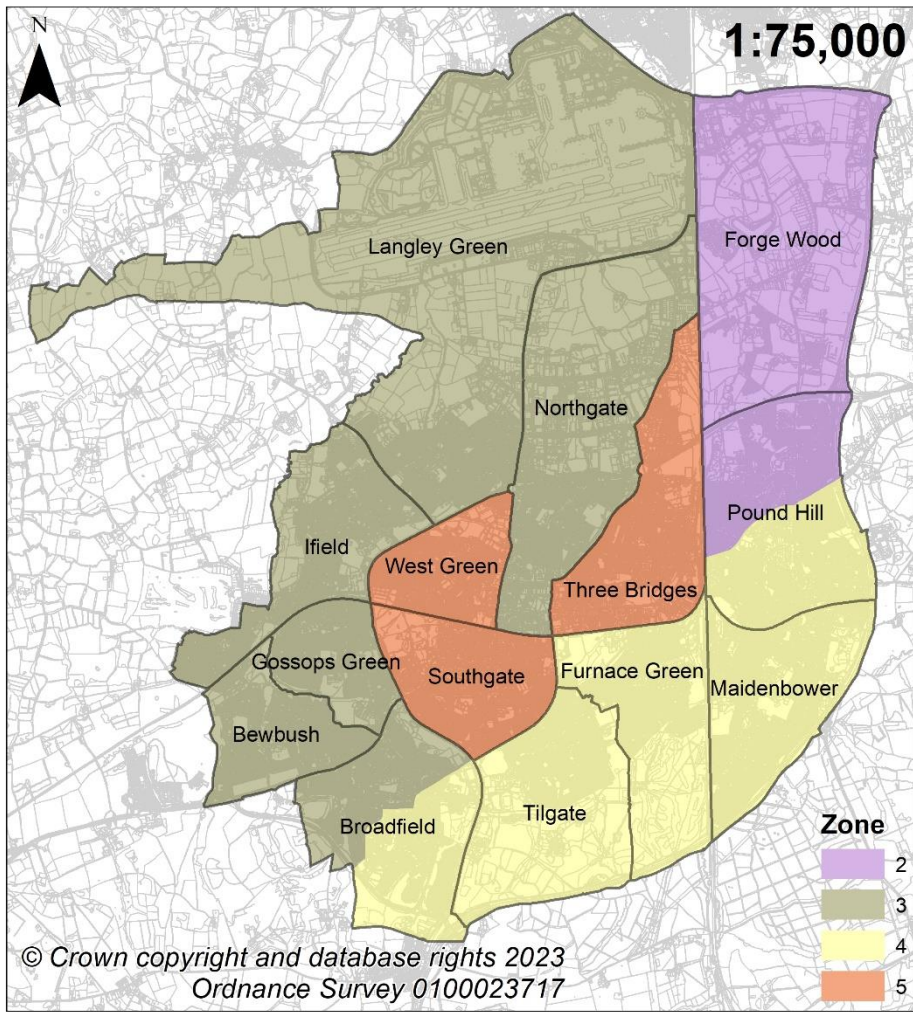 N
1:75,000
Langley Green
Forge Wood
Northgate
Pound Hill
Ifield
West Green
Three Bridges
Gossops Green
Southgate
Furnace Green
Maidenbower
Bewbush
Broadfield
Tilgate
Zone
2
3
4
5
© Crown copyright and database rights 2023
Ordnance Survey 0100023717